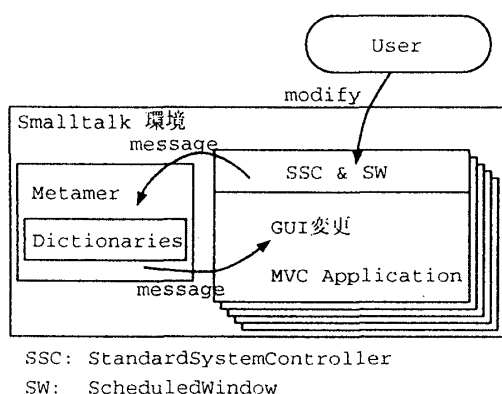 User
modify
Smalltalk 環境
message
SSC & SW
Metamer
Dictionaries
GUI変更
MVC Application
message
SSC: StandardSystemController
SW: ScheduledWindow